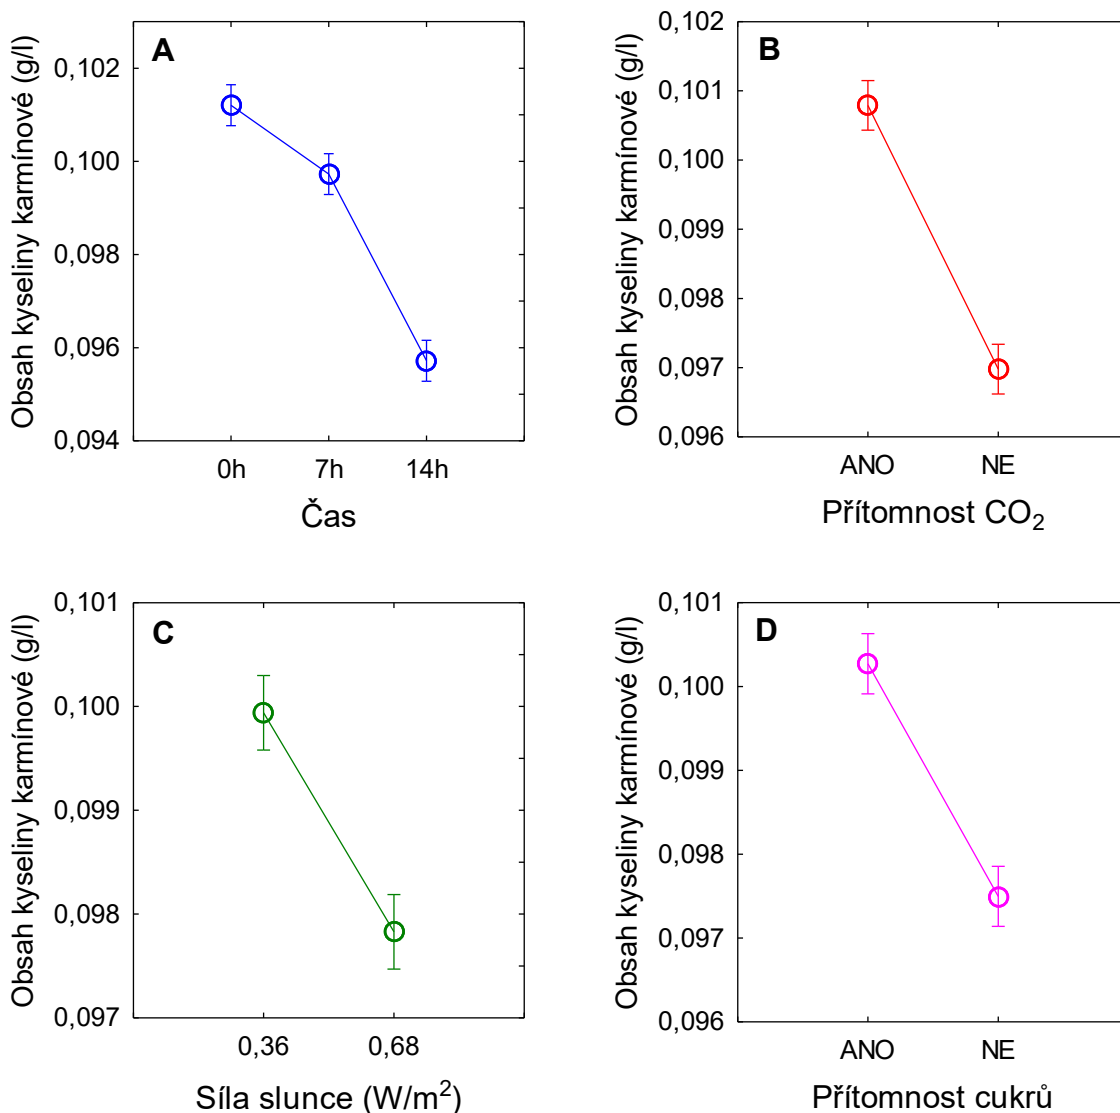 A
Obsah kyseliny karmínové (g/l)
0,102
0,100
0,098
0,096
0,094
0h 7h 14h
Čas
B
Obsah kyseliny karmínové (g/l)
0,102
0,101
0,100
0,099
0,098
0,097
0,096
ANO NE
Přítomnost CO₂
C
Obsah kyseliny karmínové (g/l)
0,101
0,100
0,099
0,098
0,097
0,36 0,68
Síla slunce (W/m²)
D
Obsah kyseliny karmínové (g/l)
0,101
0,100
0,099
0,098
0,097
0,096
ANO NE
Přítomnost cukrů